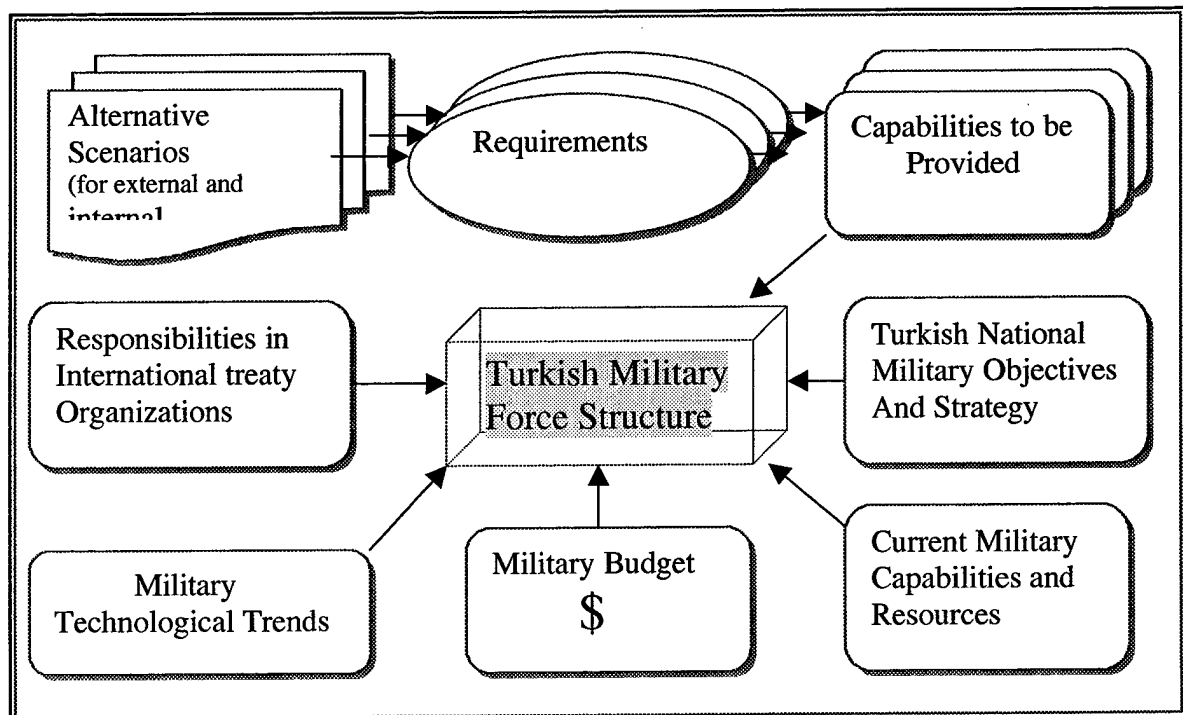 Alternative
Scenarios
(for external and
internal
Requirements
Capabilities to be
Provided
Responsibilities in
International treaty
Organizations
Turkish Military
Force Structure
Turkish National
Military Objectives
And Strategy
Military
Technological Trends
Military Budget
$
Current Military
Capabilities and
Resources